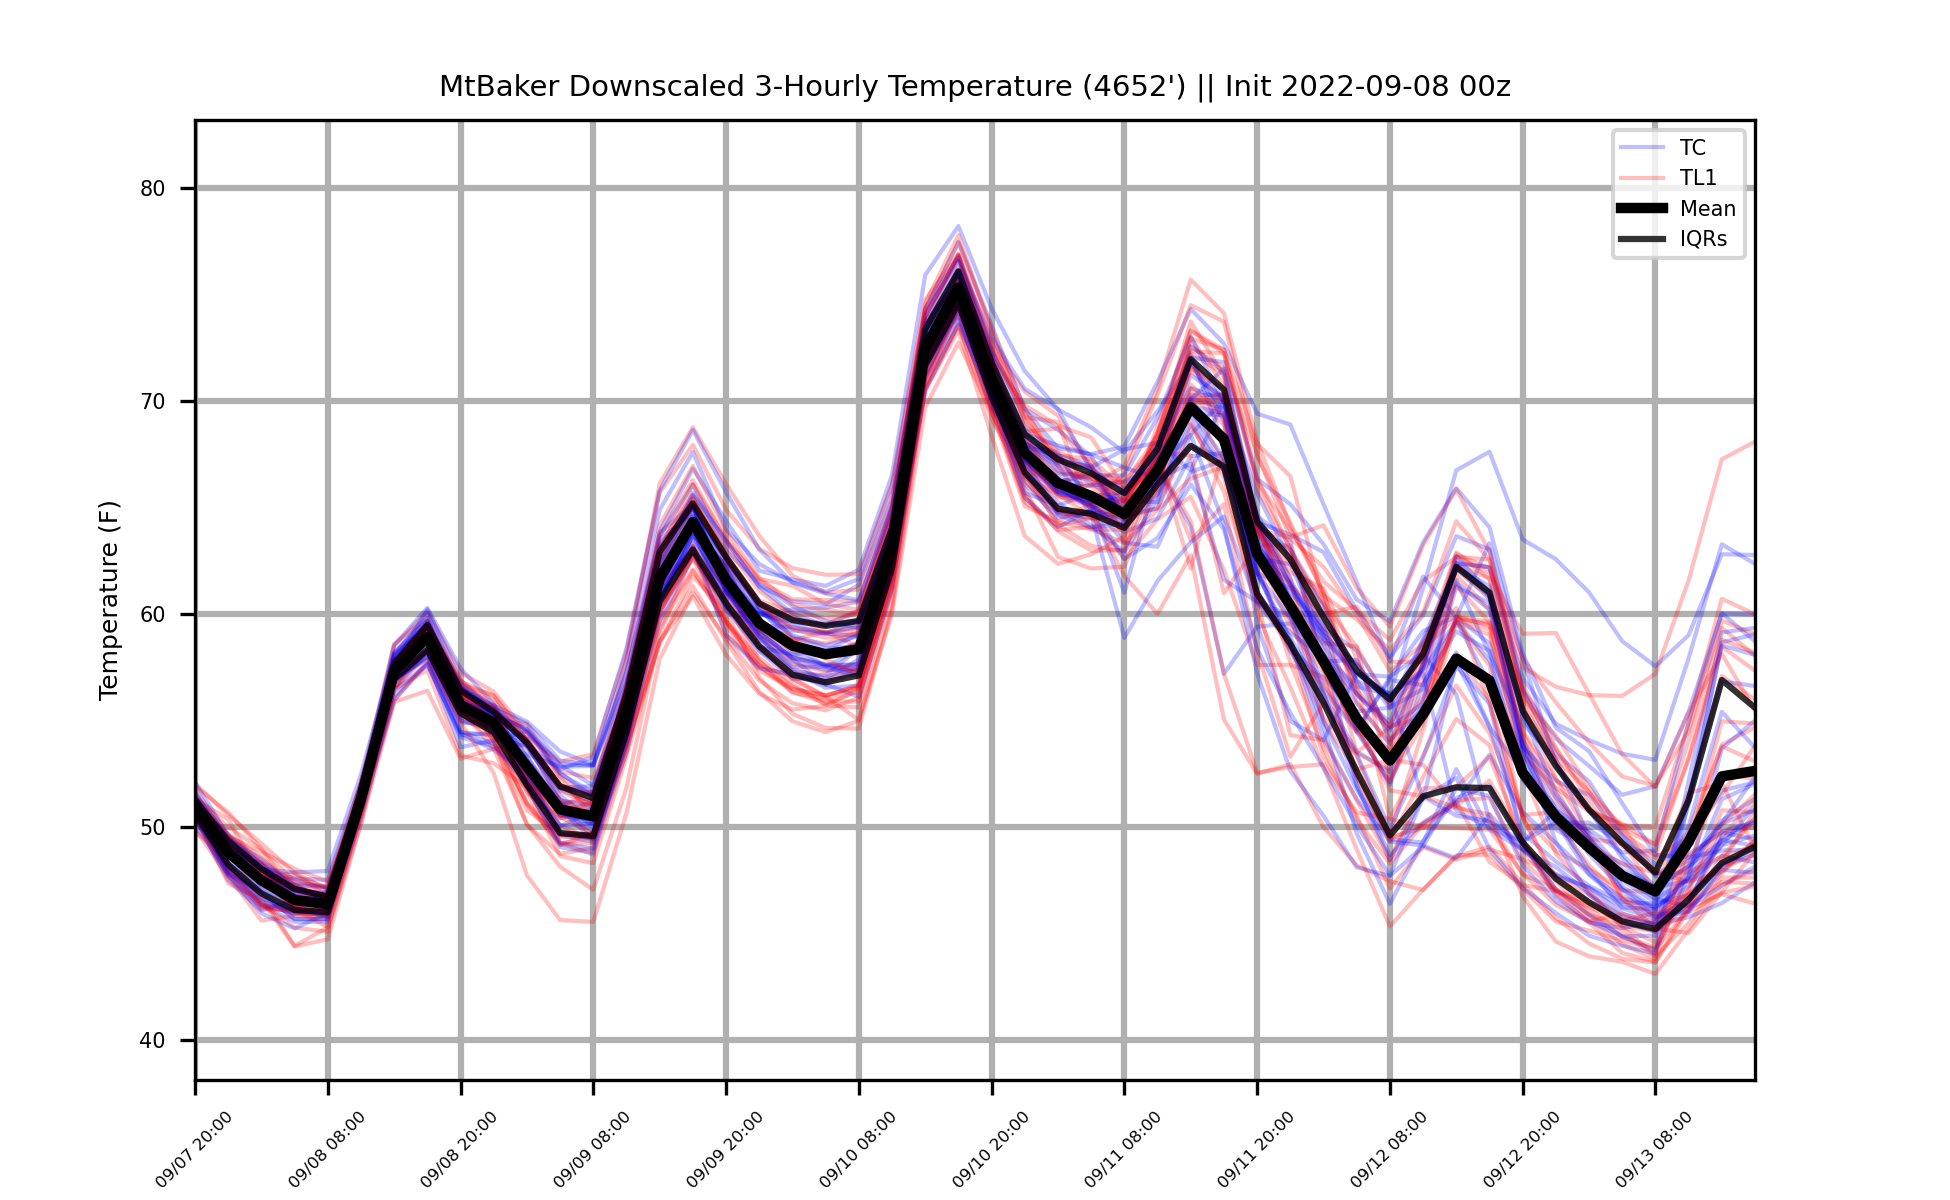 MtBaker Downscaled 3-Hourly Temperature (4652') || Init 2022-09-08 00z
TC
TL1
Mean
IQRs
Temperature (F)
80
70
60
50
40
09/07 20:00
09/08 08:00
09/08 20:00
09/09 08:00
09/09 20:00
09/10 08:00
09/10 20:00
09/11 08:00
09/11 20:00
09/12 08:00
09/12 20:00
09/13 08:00